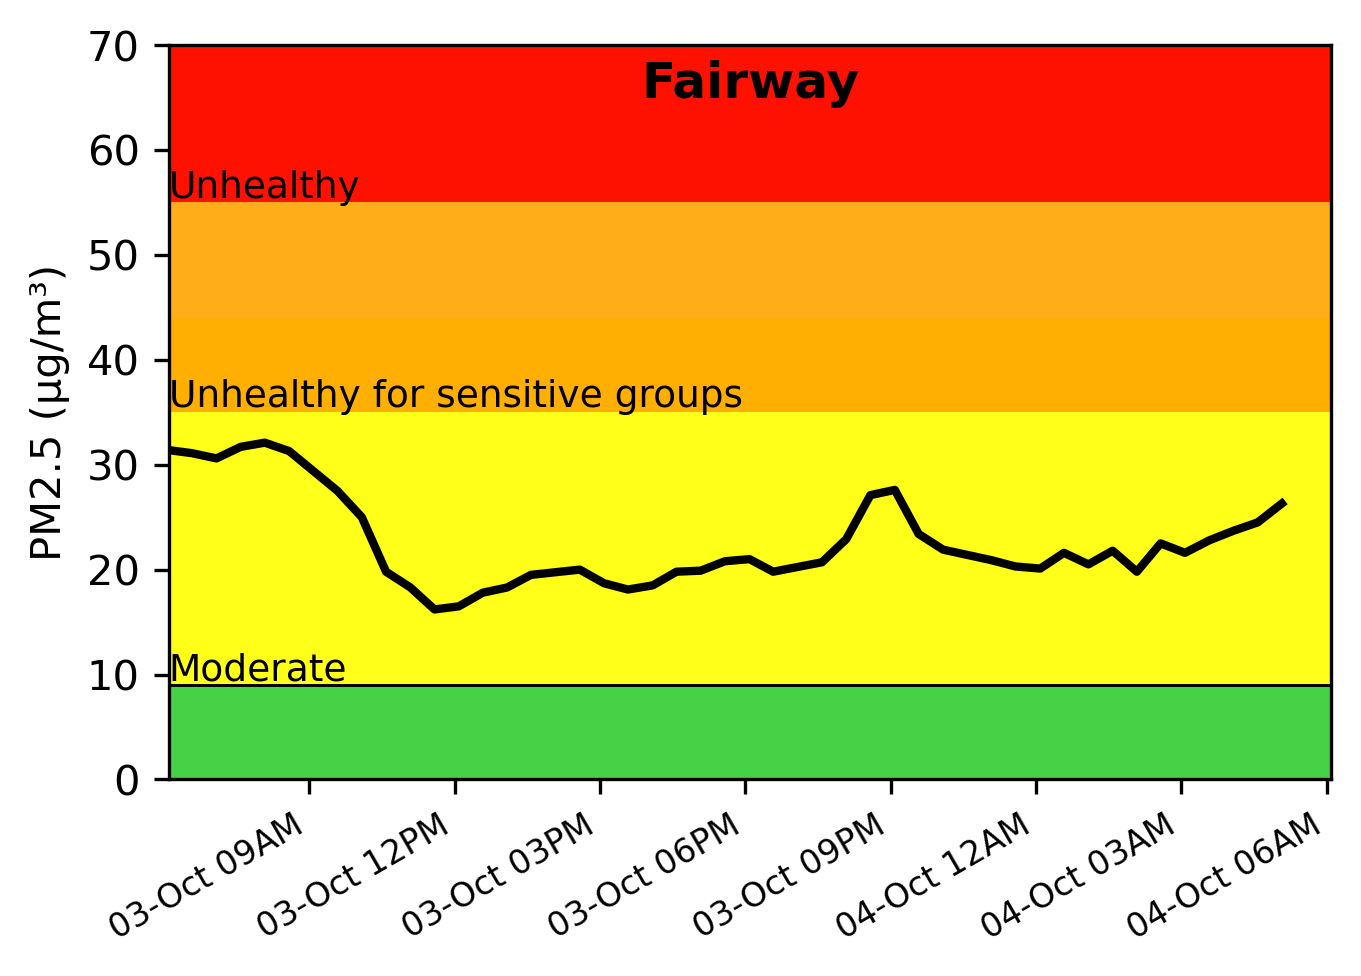 Fairway
70
60
Unhealthy
50
40
Unhealthy for sensitive groups
30
20
Moderate
10
0
PM2.5 (µg/m³)
03-Oct 09AM
03-Oct 12PM
03-Oct 03PM
03-Oct 06PM
03-Oct 09PM
04-Oct 12AM
04-Oct 03AM
04-Oct 06AM